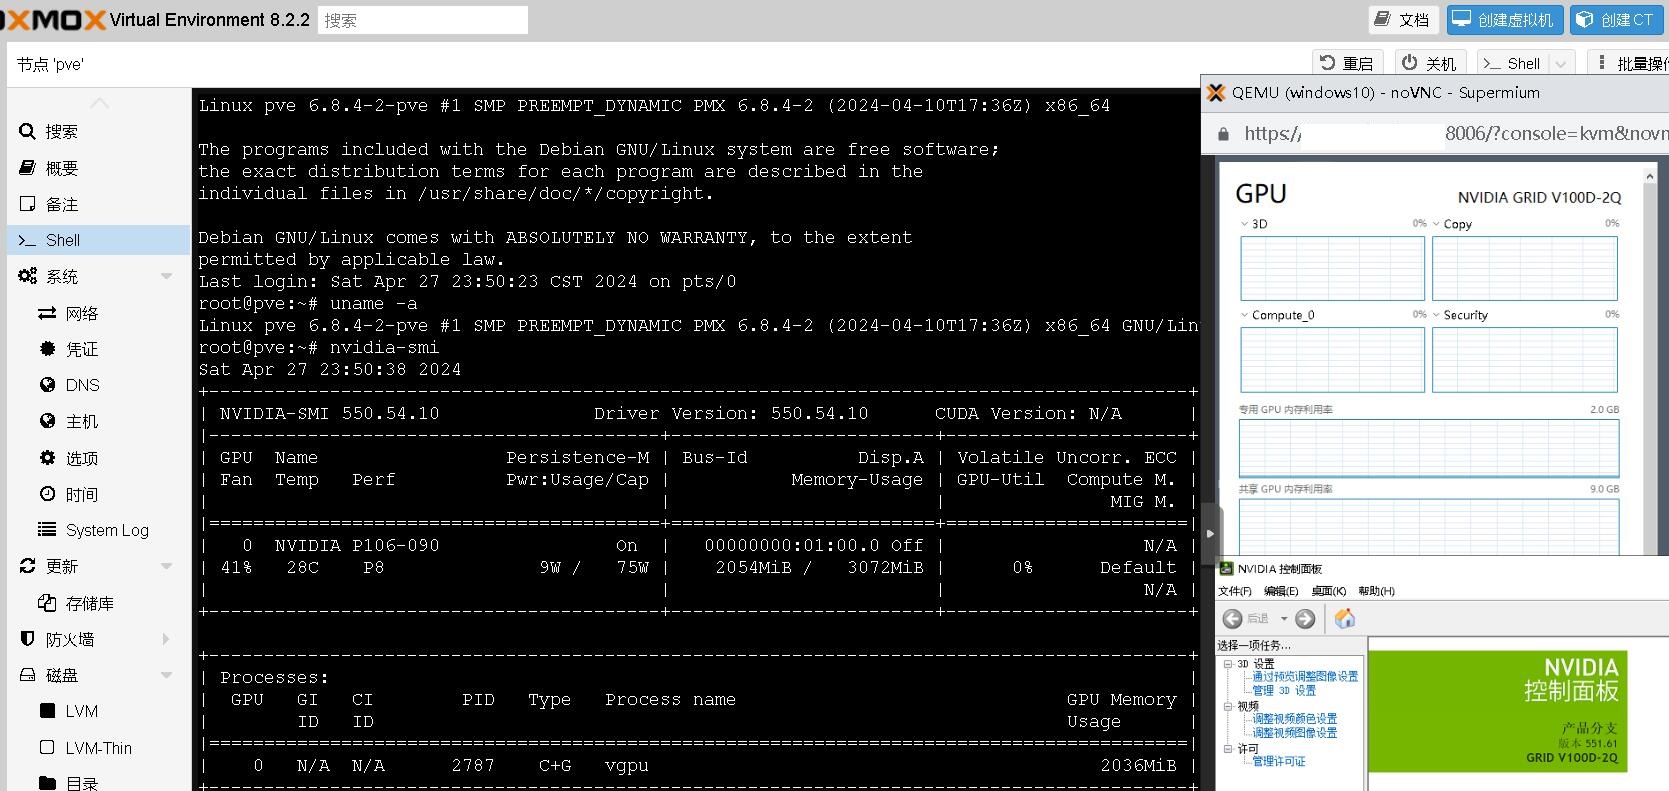 XMOX Virtual Environment 8.2.2 搜索
文档 创建虚拟机 创建CT
节点 'pve'
重启 关机 Shell 批量操作
搜索
概要
备注
Shell
系统
网络
凭证
DNS
主机
选项
时间
System Log
更新
存储库
防火墙
磁盘
LVM
LVM-Thin
目录
Linux pve 6.8.4-2-pve #1 SMP PREEMPT_DYNAMIC PMX 6.8.4-2 (2024-04-10T17:36Z) x86_64
The programs included with the Debian GNU/Linux system are free software;
the exact distribution terms for each program are described in the
individual files in /usr/share/doc/*/copyright.
Debian GNU/Linux comes with ABSOLUTELY NO WARRANTY, to the extent
permitted by applicable law.
Last login: Sat Apr 27 23:50:23 CST 2024 on pts/0
root@pve:~# uname -a
Linux pve 6.8.4-2-pve #1 SMP PREEMPT_DYNAMIC PMX 6.8.4-2 (2024-04-10T17:36Z) x86_64 GNU/Lin
root@pve:~# nvidia-smi
Sat Apr 27 23:50:38 2024
NVIDIA-SMI 550.54.10 Driver Version: 550.54.10 CUDA Version: N/A
GPU Name Persistence-M | Bus-Id Disp.A | Volatile Uncorr. ECC
Fan Temp Perf Pwr:Usage/Cap | Memory-Usage | GPU-Util Compute M.
MIG M.
0 NVIDIA P106-090 On | 00000000:01:00.0 Off | N/A
41% 28C P8 9W / 75W | 2054MiB / 3072MiB | 0% Default
N/A
Processes:
GPU GI CI PID Type Process name GPU Memory
ID ID Usage
0 N/A N/A 2787 C+G vgpu 2036MiB
QEMU (windows10) - noVNC - Supermium
https:// 8006/?console=kvm&novn
GPU NVIDIA GRID V100D-2Q
3D 0% Copy 0%
Compute_0 0% Security 0%
专用 GPU 内存利用率 2.0 GB
共享 GPU 内存利用率 9.0 GB
NVIDIA 控制面板
文件(F) 编辑(E) 桌面(K) 帮助(H)
后退
选择一项任务...
3D 设置
通过预览调整图像设置
管理 3D 设置
视频
调整视频颜色设置
调整视频图像设置
许可
管理许可证
NVIDIA
控制面板
产品分支
版本 551.61
GRID V100D-2Q